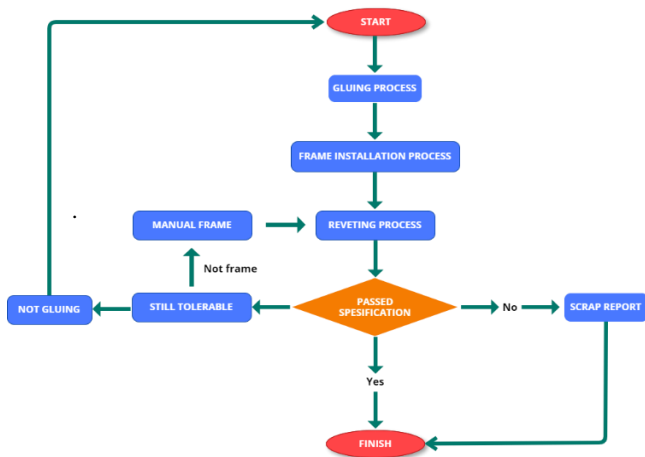 START
GLUING PROCESS
FRAME INSTALLATION PROCESS
MANUAL FRAME
REVETING PROCESS
Not frame
NOT GLUING
STILL TOLERABLE
PASSED
SPESIFICATION
No
SCRAP REPORT
Yes
FINISH